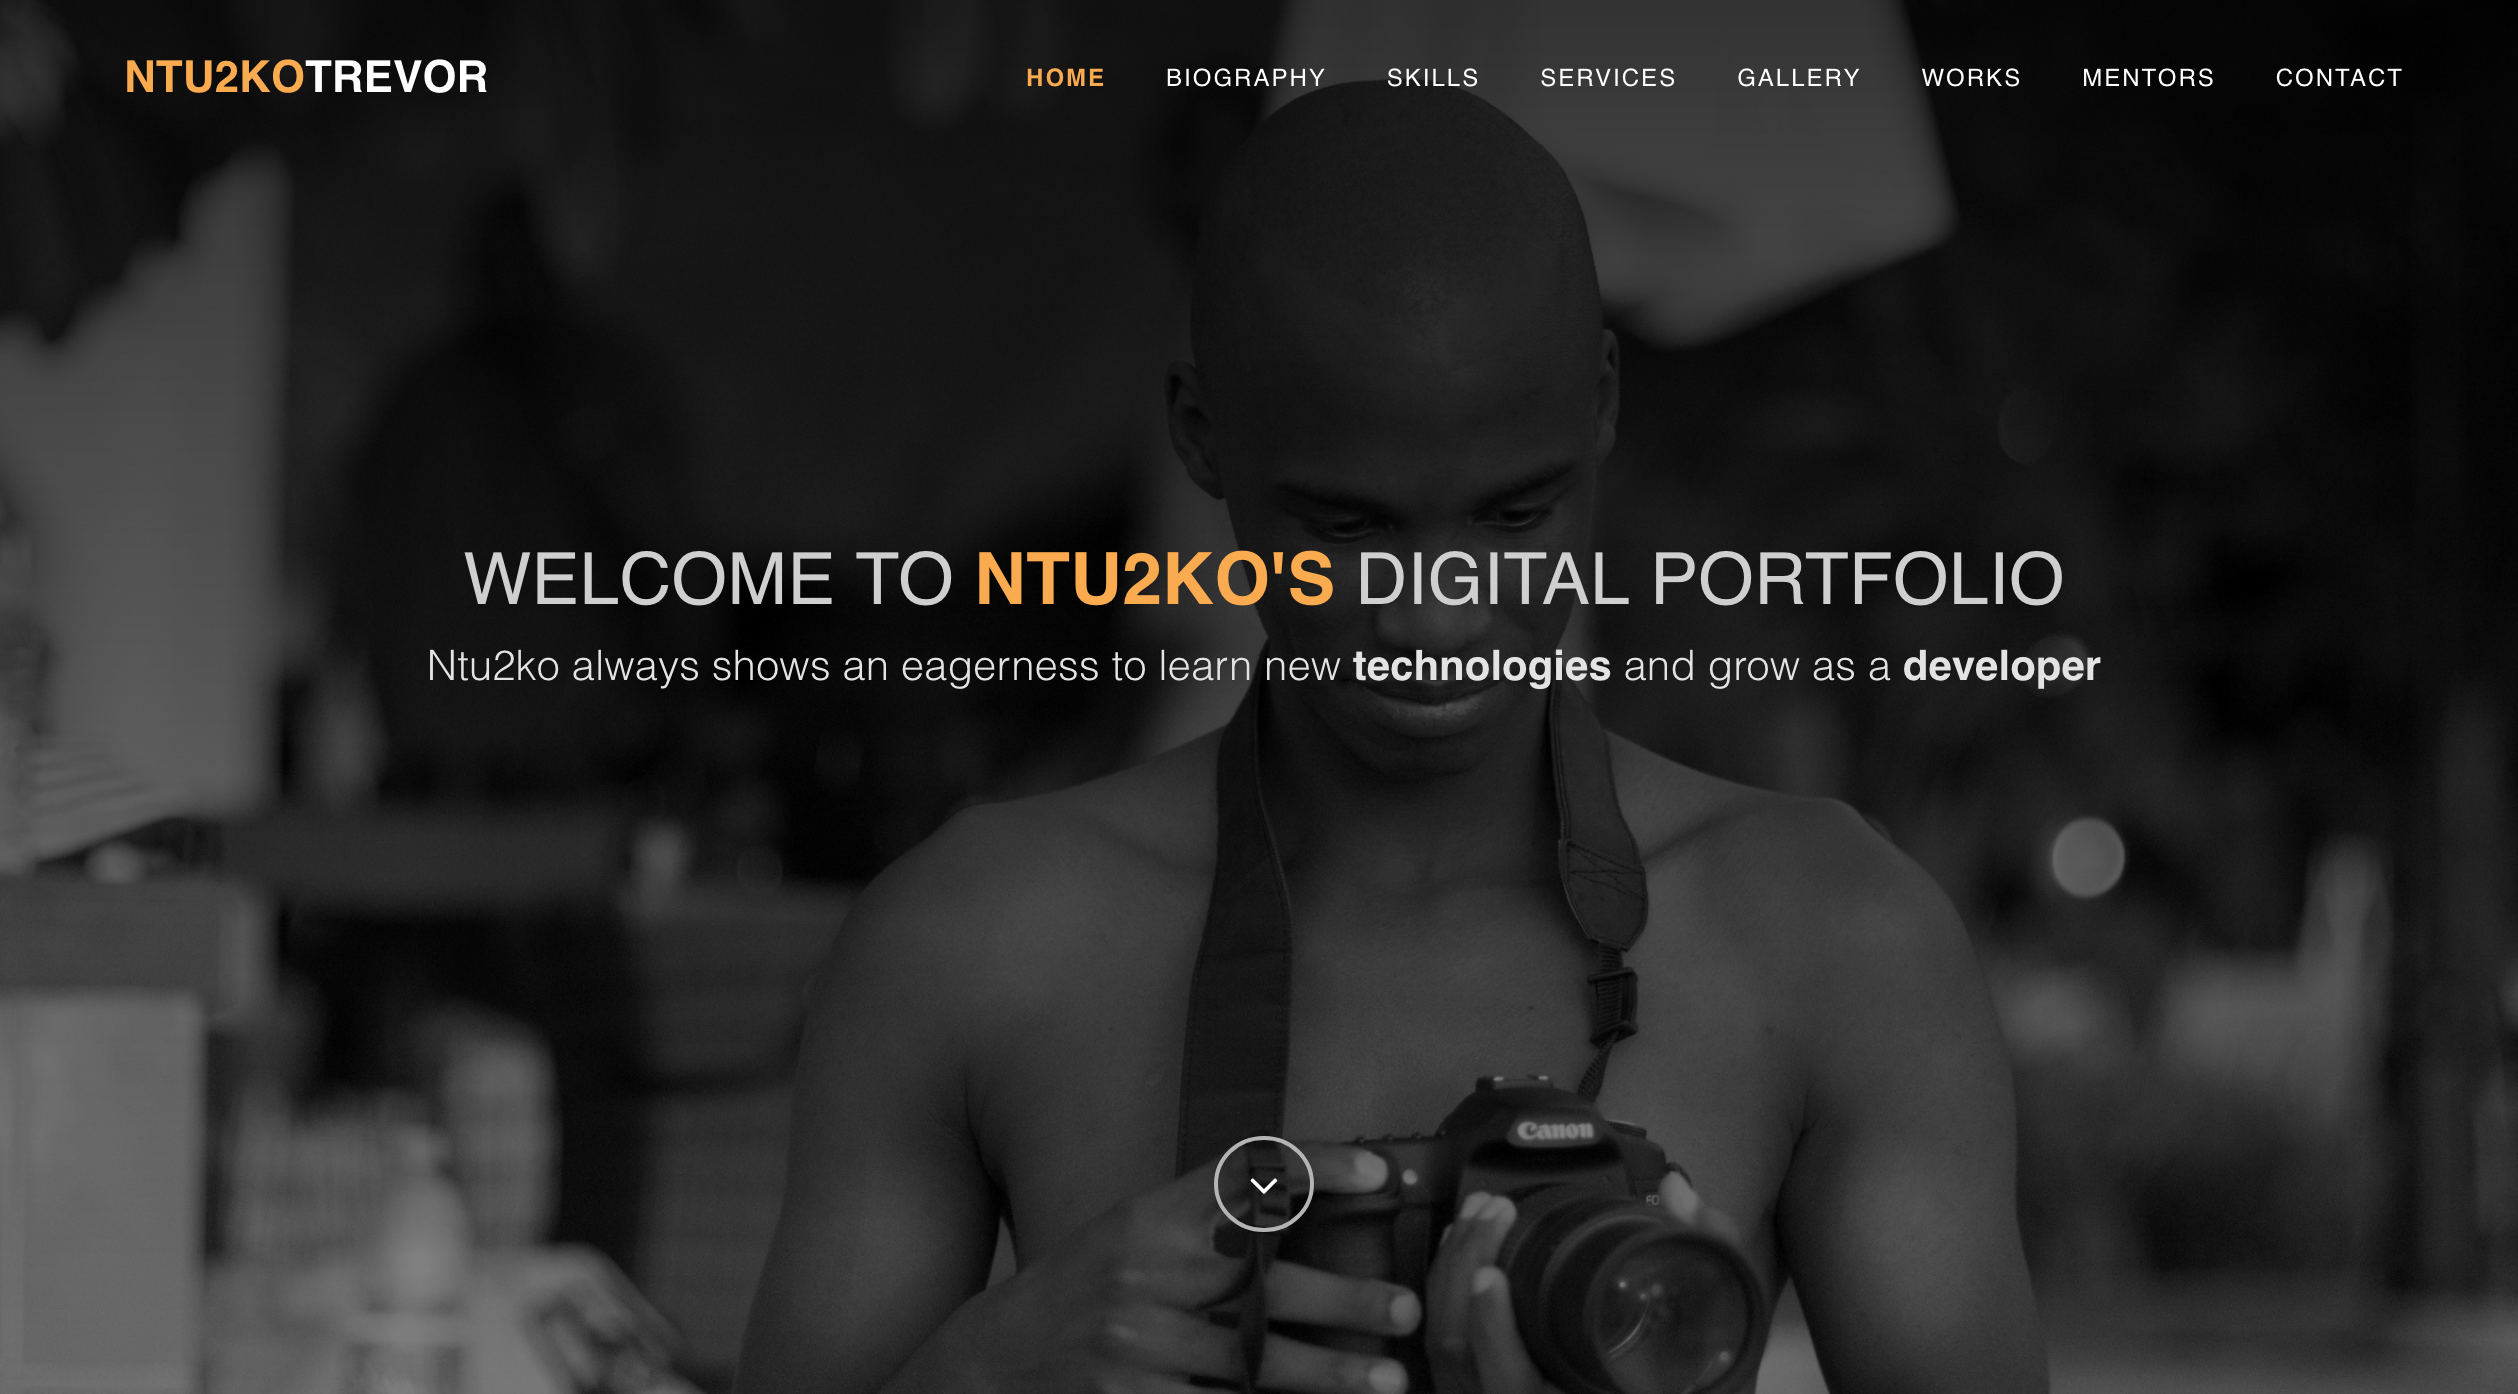 NTU2KOTREVOR
HOME BIOGRAPHY SKILLS SERVICES GALLERY WORKS MENTORS CONTACT
WELCOME TO NTU2KO'S DIGITAL PORTFOLIO
Ntu2ko always shows an eagerness to learn new technologies and grow as a developer
Canon
FD